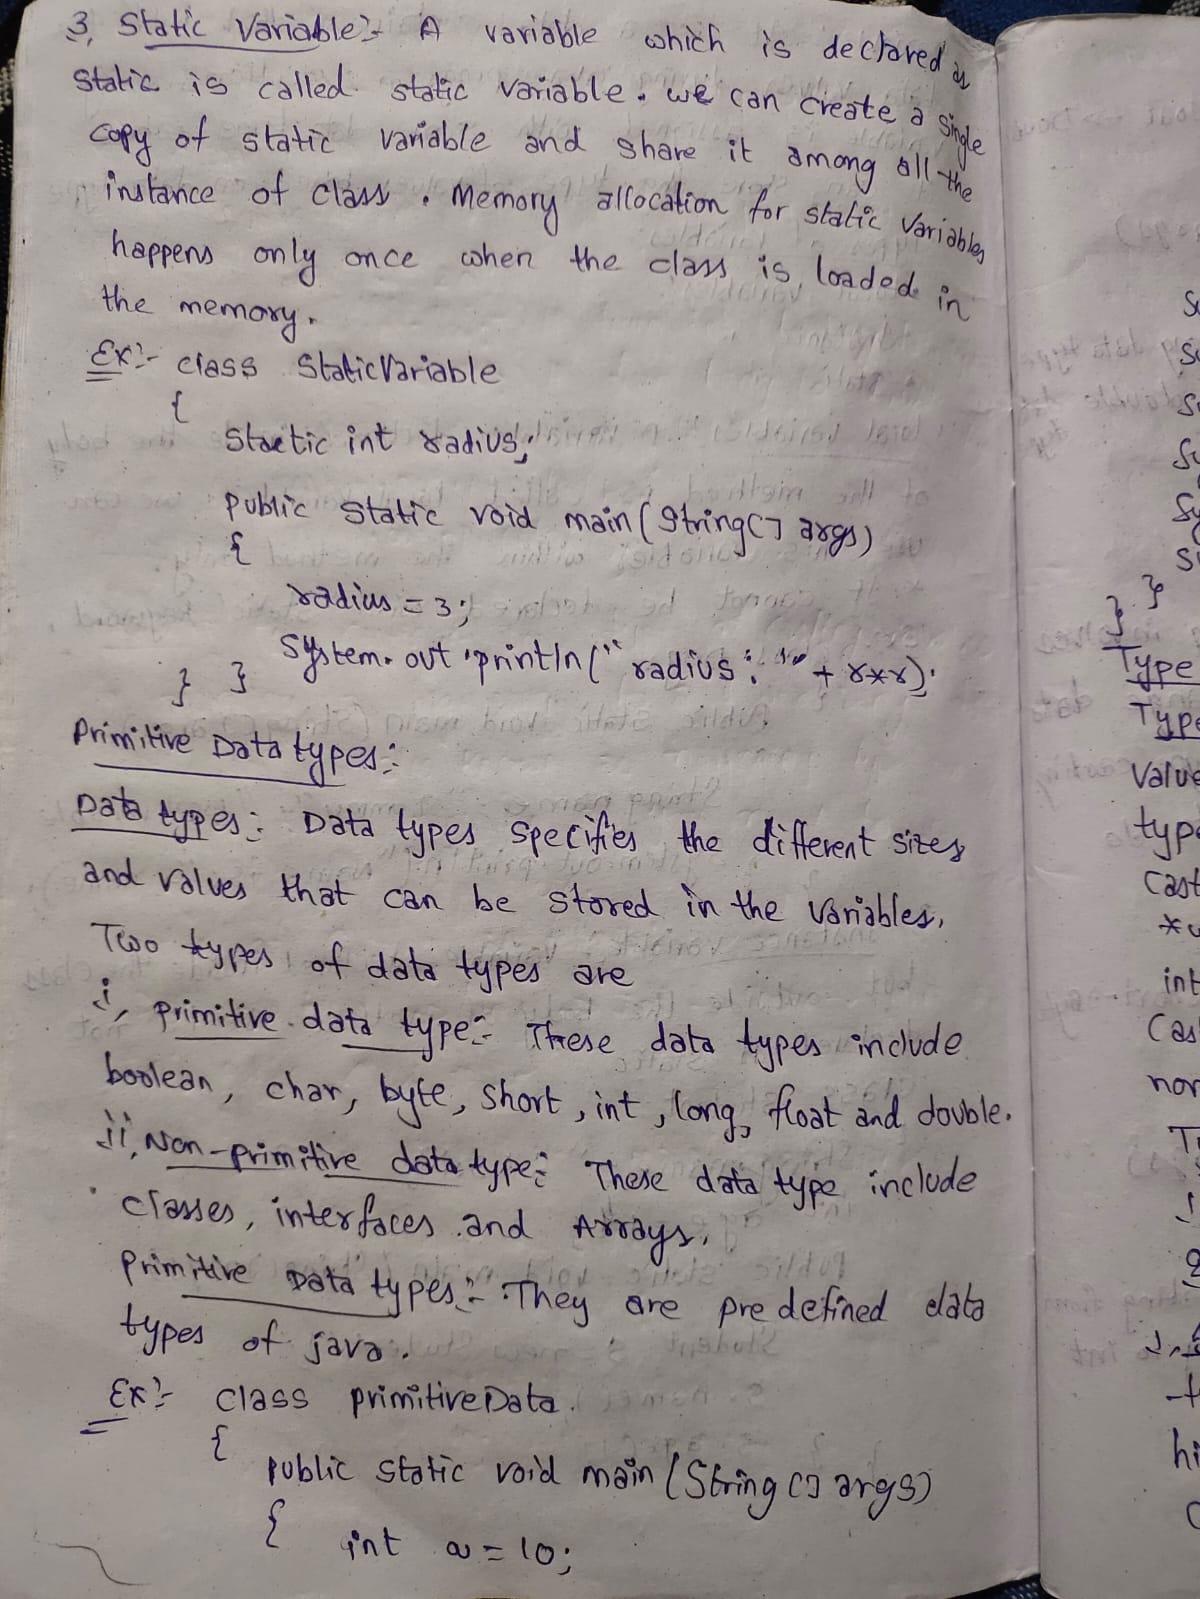 3, Static Variable:- A variable which is declared as
static is called static variable. we can create a single
copy of static variable and share it among all the
instance of class. Memory allocation for static variables
happens only once when the class is loaded in
the memory.
Ex:- class StaticVariable
{
Static int radius;
public static void main(String[] args)
{
radius = 3;
System.out.println("radius: "+ r*r);
} }
Primitive Data types:-
Data types: Data types specifies the different sizes
and values that can be stored in the variables.
Two types of data types are
i, primitive data type:- These data types include
boolean, char, byte, short, int, long, float and double.
ii, Non-primitive data type: These data type include
classes, interfaces and Arrays.
Primitive Data types:- They are predefined data
types of java.
Ex:- class primitiveData
{
public static void main (String [] args)
{ int a = 10;
} }
Type
Type
Value
type
cast
int
Cas
nor
hi